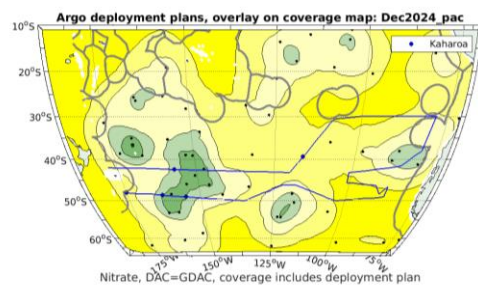 Argo deployment plans, overlay on coverage map: Dec2024_pac
10°S
Kaharoa
20°S
30°S
40°S
50°S
60°S
175°W
150°W
125°W
100°W
75°W
Nitrate, DAC=GDAC, coverage includes deployment plan